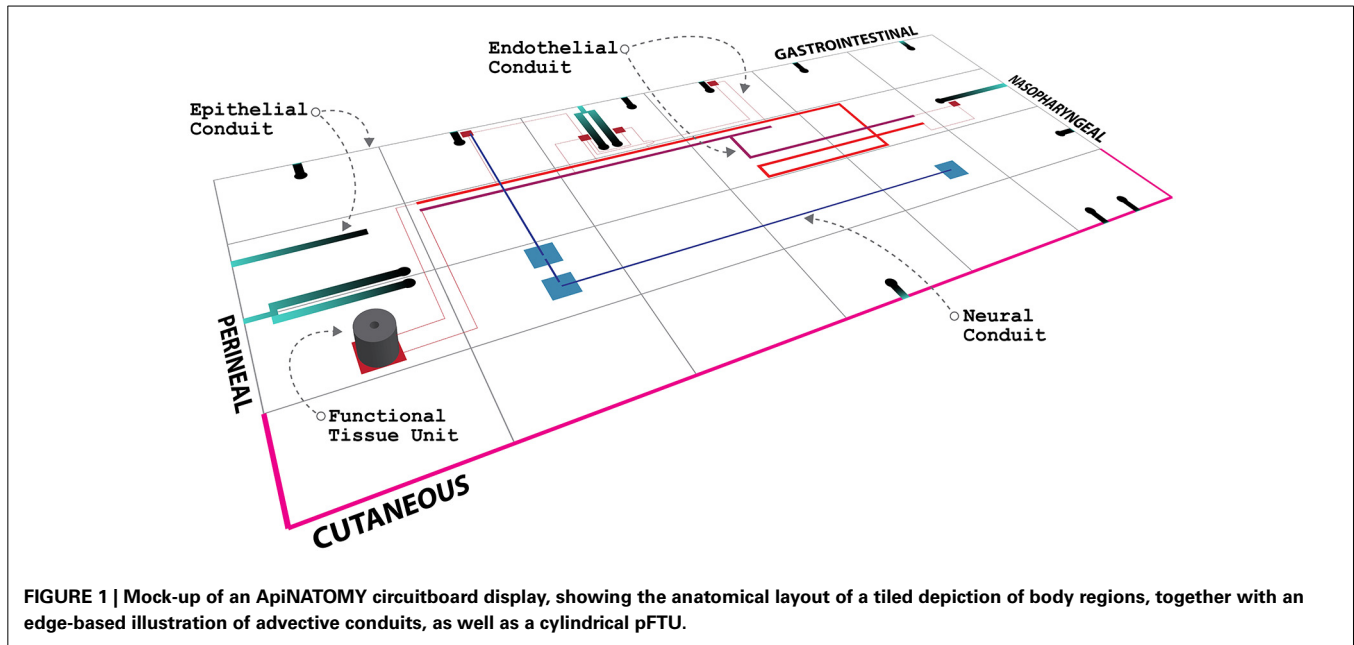 GASTROINTESTINAL
Endothelial
Conduit
NASOPHARYNGEAL
Epithelial
Conduit
PERINEAL
Neural
Conduit
Functional
Tissue Unit
CUTANEOUS
FIGURE 1 | Mock-up of an ApiNATOMY circuitboard display, showing the anatomical layout of a tiled depiction of body regions, together with an
edge-based illustration of advective conduits, as well as a cylindrical pFTU.